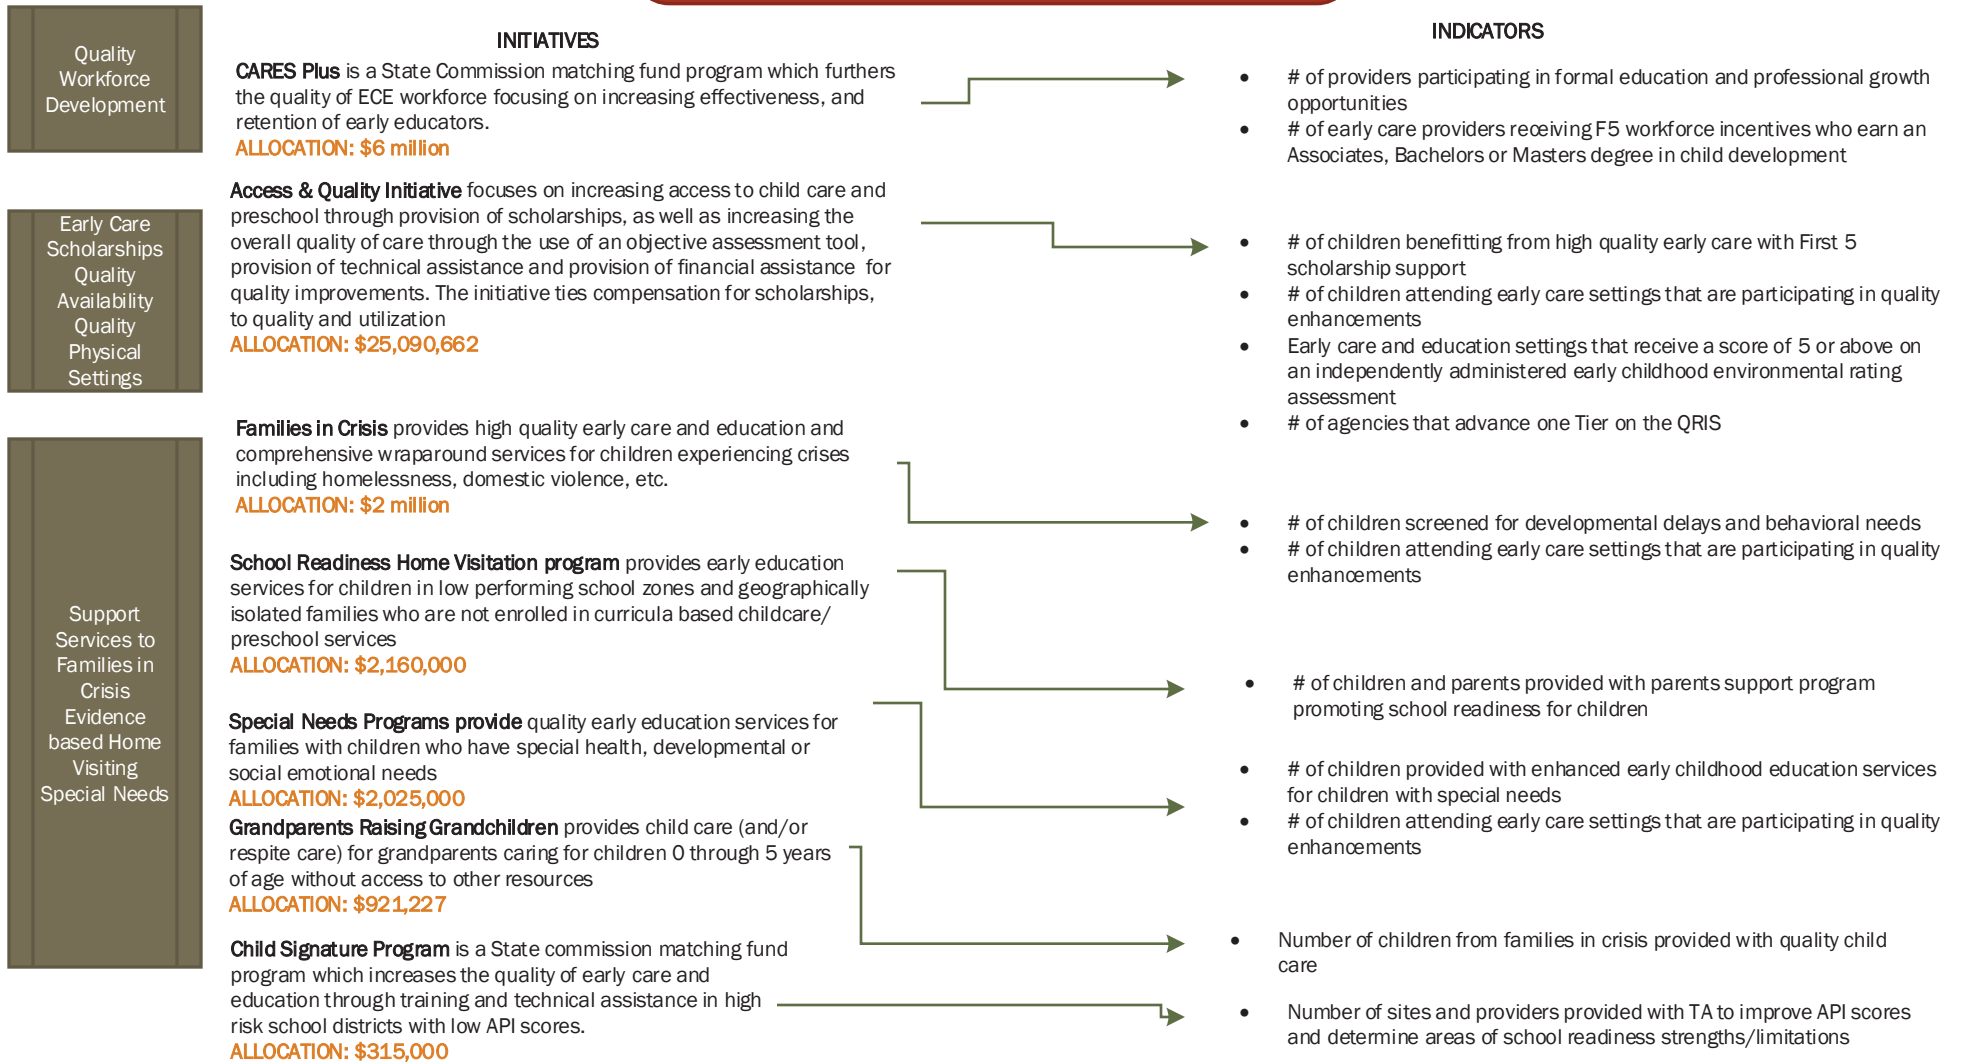 Quality
Workforce
Development
Early Care
Scholarships
Quality
Availability
Quality
Physical
Settings
Support
Services to
Families in
Crisis
Evidence
based Home
Visiting
Special Needs
INITIATIVES
CARES Plus is a State Commission matching fund program which furthers
the quality of ECE workforce focusing on increasing effectiveness, and
retention of early educators.
ALLOCATION: $6 million
Access & Quality Initiative focuses on increasing access to child care and
preschool through provision of scholarships, as well as increasing the
overall quality of care through the use of an objective assessment tool,
provision of technical assistance and provision of financial assistance for
quality improvements. The initiative ties compensation for scholarships,
to quality and utilization
ALLOCATION: $25,090,662
Families in Crisis provides high quality early care and education and
comprehensive wraparound services for children experiencing crises
including homelessness, domestic violence, etc.
ALLOCATION: $2 million
School Readiness Home Visitation program provides early education
services for children in low performing school zones and geographically
isolated families who are not enrolled in curricula based childcare/
preschool services
ALLOCATION: $2,160,000
Special Needs Programs provide quality early education services for
families with children who have special health, developmental or
social emotional needs
ALLOCATION: $2,025,000
Grandparents Raising Grandchildren provides child care (and/or
respite care) for grandparents caring for children 0 through 5 years
of age without access to other resources
ALLOCATION: $921,227
Child Signature Program is a State commission matching fund
program which increases the quality of early care and
education through training and technical assistance in high
risk school districts with low API scores.
ALLOCATION: $315,000
INDICATORS
• # of providers participating in formal education and professional growth
opportunities
• # of early care providers receiving F5 workforce incentives who earn an
Associates, Bachelors or Masters degree in child development
• # of children benefitting from high quality early care with First 5
scholarship support
• # of children attending early care settings that are participating in quality
enhancements
• Early care and education settings that receive a score of 5 or above on
an independently administered early childhood environmental rating
assessment
• # of agencies that advance one Tier on the QRIS
• # of children screened for developmental delays and behavioral needs
• # of children attending early care settings that are participating in quality
enhancements
• # of children and parents provided with parents support program
promoting school readiness for children
• # of children provided with enhanced early childhood education services
for children with special needs
• # of children attending early care settings that are participating in quality
enhancements
• Number of children from families in crisis provided with quality child
care
• Number of sites and providers provided with TA to improve API scores
and determine areas of school readiness strengths/limitations